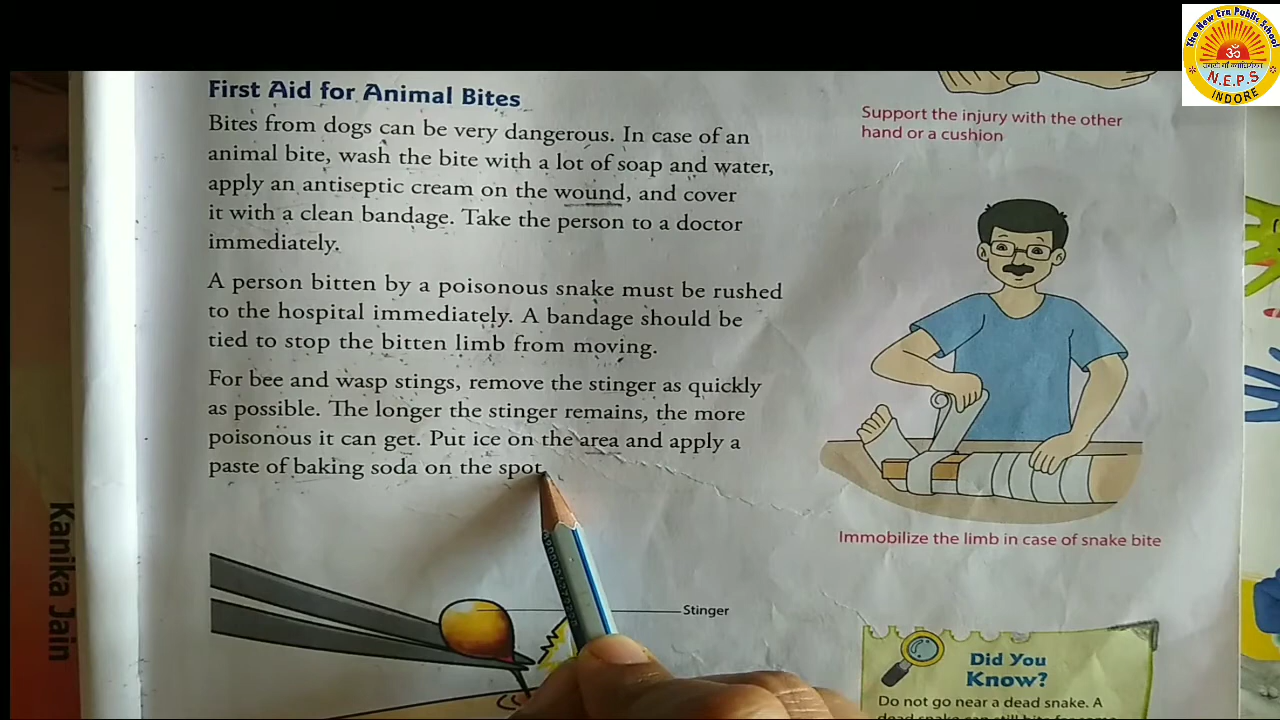 The New Era Public School
N.E.P.S
INDORE
First Aid for Animal Bites
Bites from dogs can be very dangerous. In case of an
animal bite, wash the bite with a lot of soap and water,
apply an antiseptic cream on the wound, and cover
it with a clean bandage. Take the person to a doctor
immediately.
A person bitten by a poisonous snake must be rushed
to the hospital immediately. A bandage should be
tied to stop the bitten limb from moving.
For bee and wasp stings, remove the stinger as quickly
as possible. The longer the stinger remains, the more
poisonous it can get. Put ice on the area and apply a
paste of baking soda on the spot.
Stinger
Support the injury with the other
hand or a cushion
Immobilize the limb in case of snake bite
Did You
Know?
Do not go near a dead snake. A
dead snake can still bite
Kanika Jain